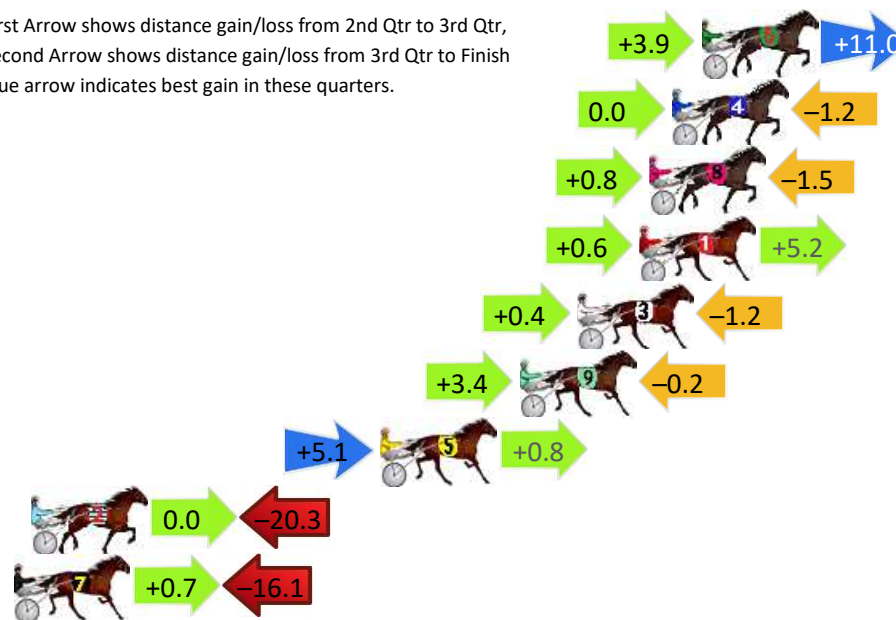 rst Arrow shows distance gain/loss from 2nd Qtr to 3rd Qtr,
econd Arrow shows distance gain/loss from 3rd Qtr to Finish
ue arrow indicates best gain in these quarters.
+3.9 +11.0
0.0 4 –1.2
+0.8 8 –1.5
+0.6 1 +5.2
+0.4 3 –1.2
+3.4 9 –0.2
+5.1 5 +0.8
2 0.0 –20.3
7 +0.7 –16.1